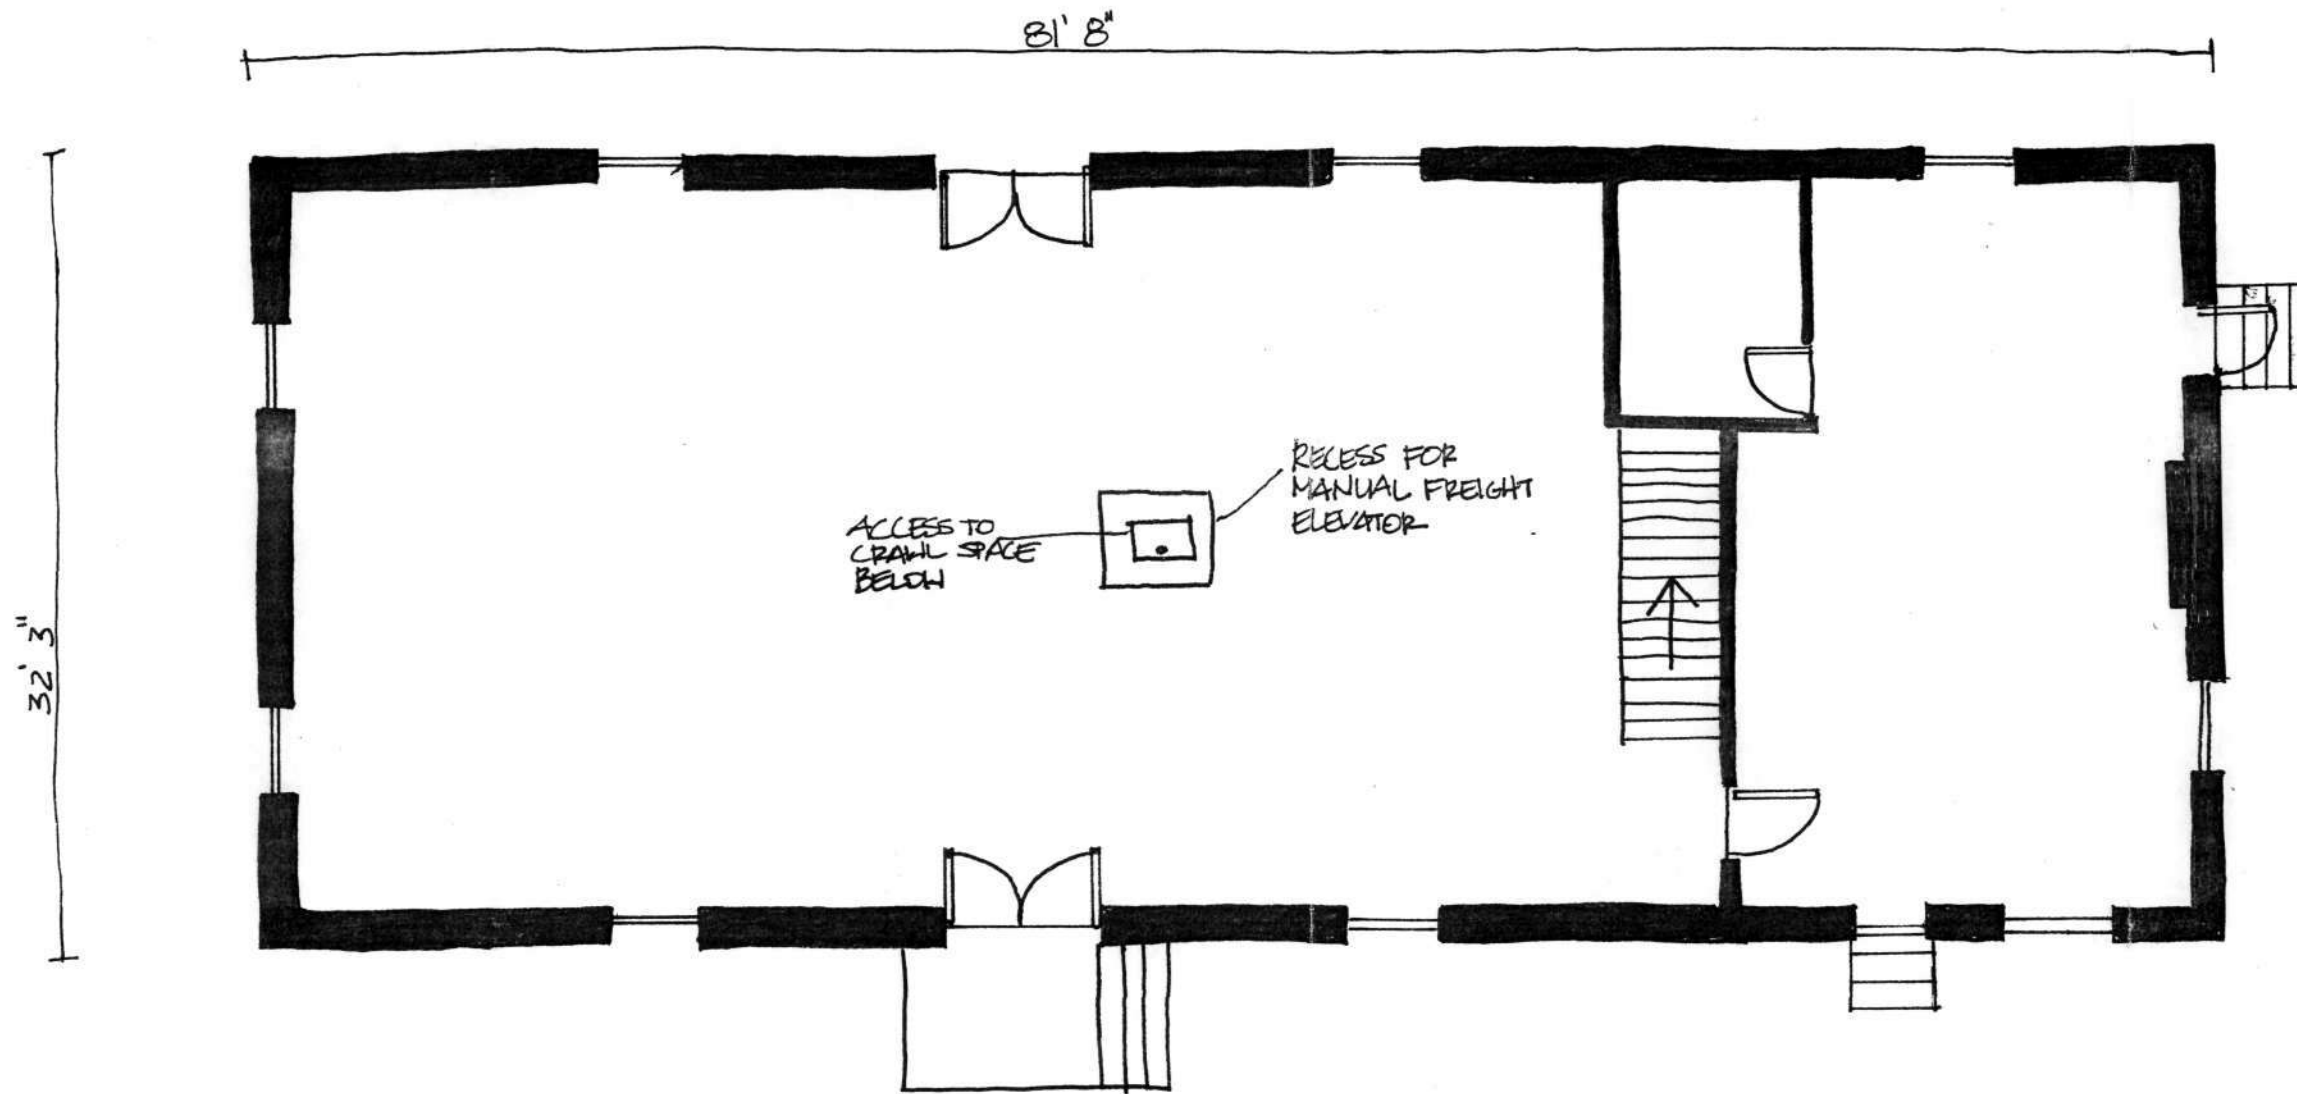 81' 8"
32' 3"
ACCESS TO
CRAWL SPACE
BELOW
RECESS FOR
MANUAL FREIGHT
ELEVATOR